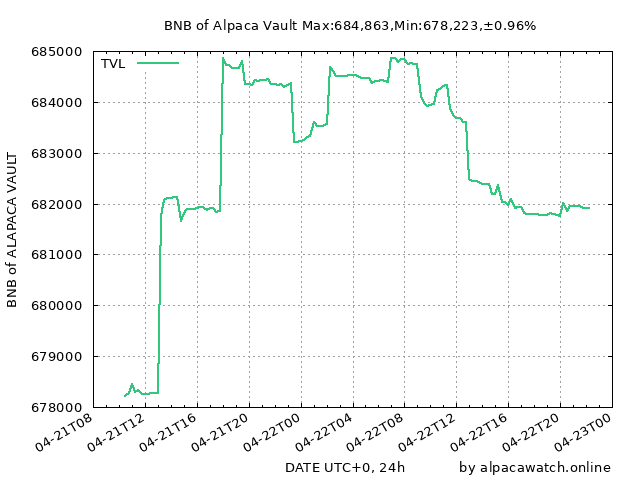 BNB of Alpaca Vault Max:684,863,Min:678,223,±0.96%
685000
684000
683000
682000
681000
680000
679000
678000
BNB of ALAPACA VAULT
TVL
04-21T08
04-21T12
04-21T16
04-21T20
04-22T00
04-22T04
04-22T08
04-22T12
04-22T16
04-22T20
04-23T00
DATE UTC+0, 24h
by alpacawatch.online